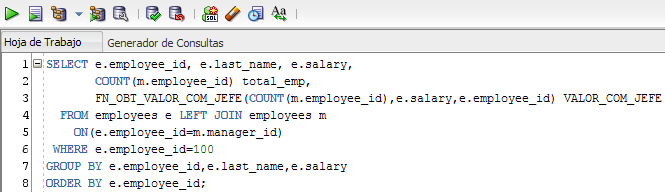 SQL
Aa
Hoja de Trabajo Generador de Consultas
1 SELECT e.employee_id, e.last_name, e.salary,
2 COUNT(m.employee_id) total_emp,
3 FN_OBT_VALOR_COM_JEFE(COUNT(m.employee_id),e.salary,e.employee_id) VALOR_COM_JEFE
4 FROM employees e LEFT JOIN employees m
5 ON(e.employee_id=m.manager_id)
6 WHERE e.employee_id=100
7 GROUP BY e.employee_id,e.last_name,e.salary
8 ORDER BY e.employee_id;